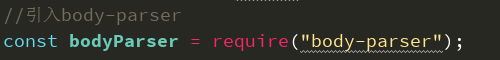 //引入body-parser
const bodyParser = require("body-parser");